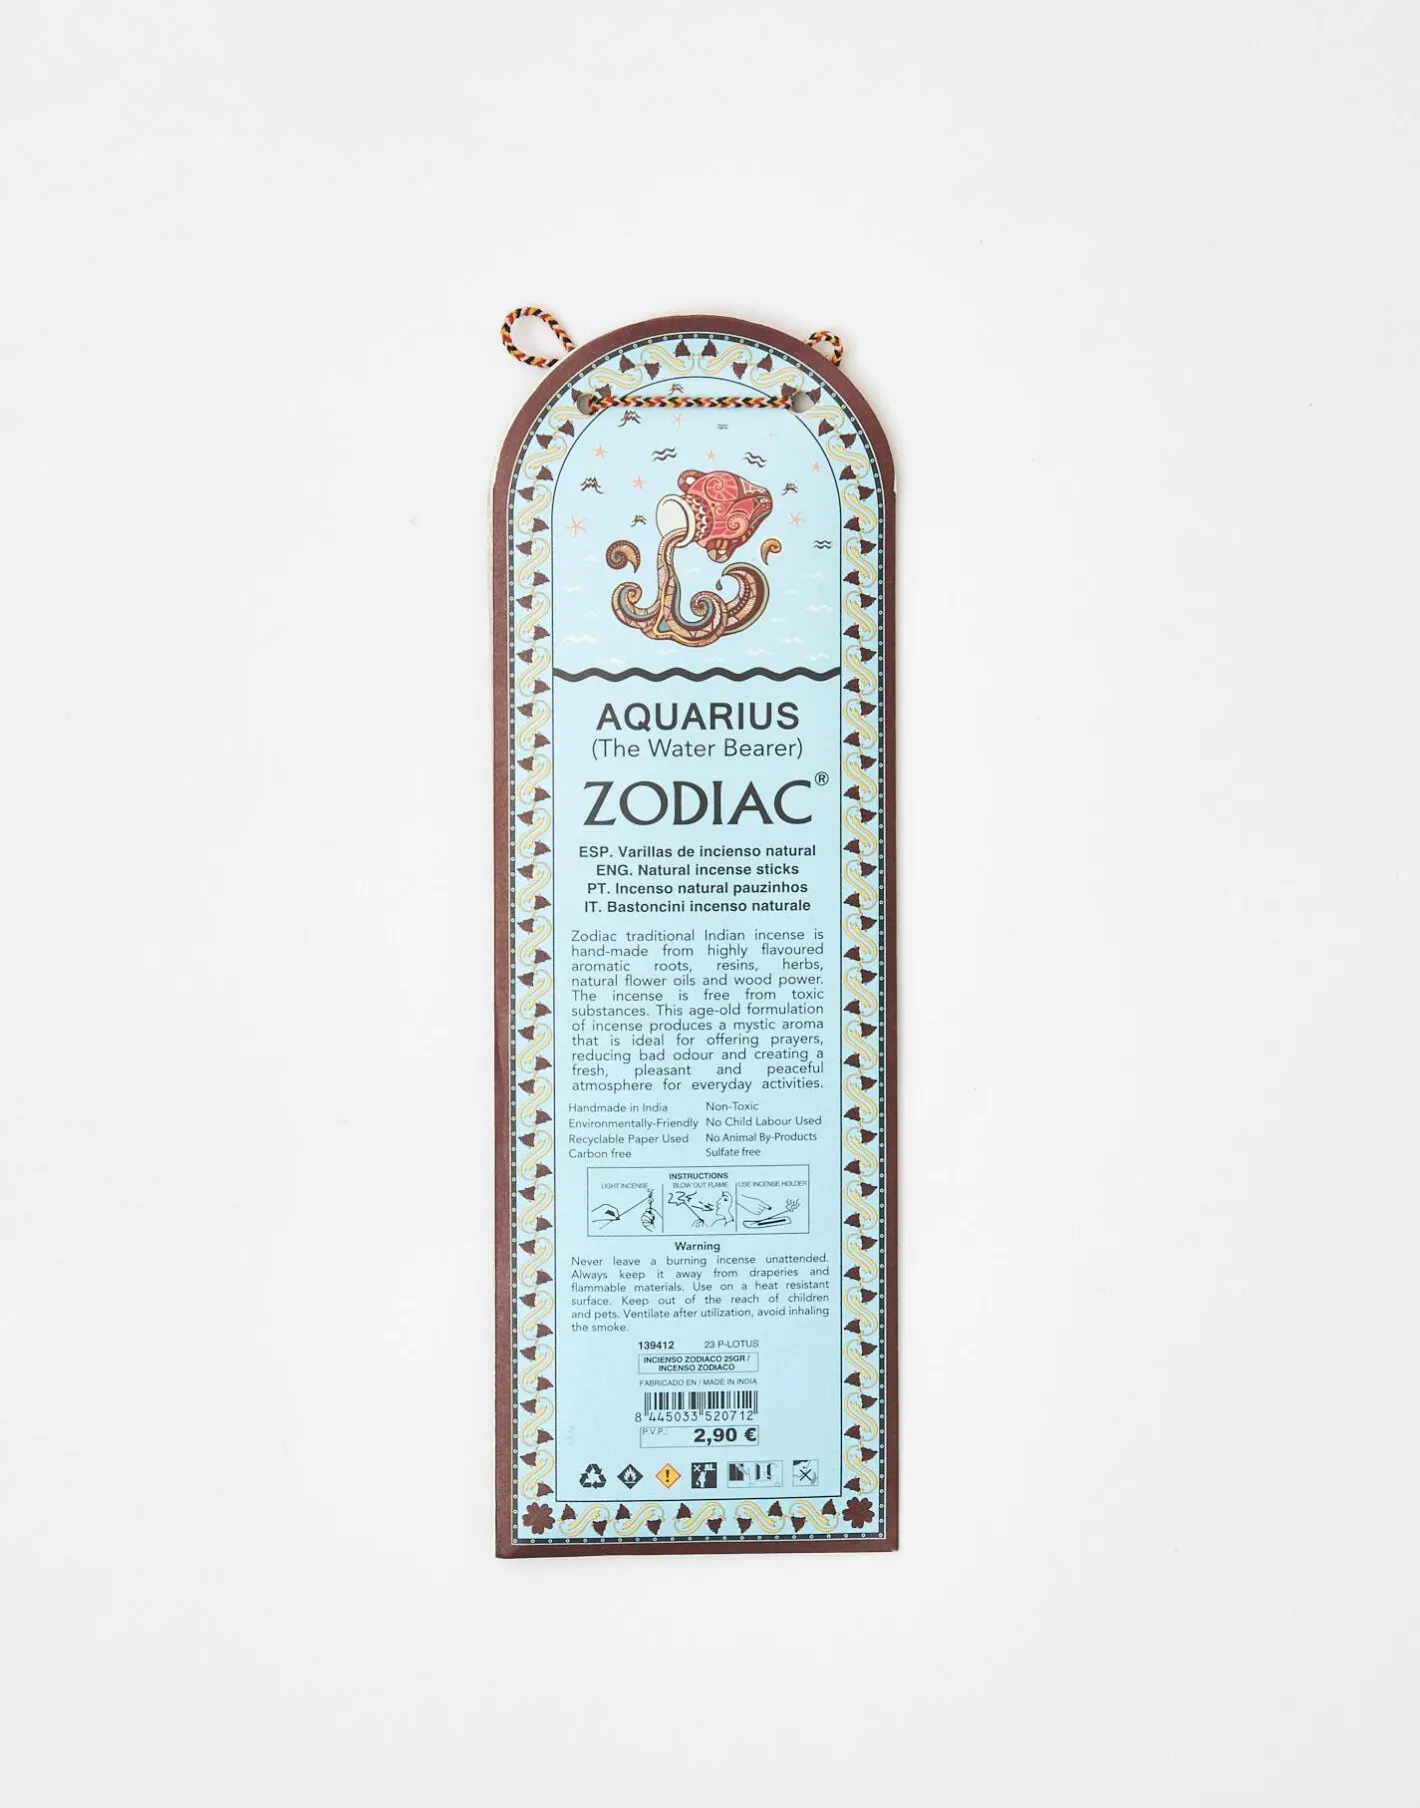 AQUARIUS
(The Water Bearer)
ZODIAC®
ESP. Varillas de incienso natural
ENG. Natural incense sticks
PT. Incenso natural pauzinhos
IT. Bastoncini incenso naturale
Zodiac traditional Indian incense is
hand-made from highly flavoured
aromatic roots, resins, herbs,
natural flower oils and wood power.
The incense is free from toxic
substances. This age-old formulation
of incense produces a mystic aroma
that is ideal for offering prayers,
reducing bad odour and creating a
fresh, pleasant and peaceful
atmosphere for everyday activities.
Handmade in India Non-Toxic
Environmentally-Friendly No Child Labour Used
Recyclable Paper Used No Animal By-Products
Carbon free Sulfate free
INSTRUCTIONS
LIGHT INCENSE BLOW OUT FLAME USE INCENSE HOLDER
Warning
Never leave a burning incense unattended.
Always keep it away from draperies and
flammable materials. Use on a heat resistant
surface. Keep out of the reach of children
and pets. Ventilate after utilization, avoid inhaling
the smoke.
139412 23 P-LOTUS
INCIENSO ZODIACO 25GR /
INCENSO ZODIACO
FABRICADO EN / MADE IN INDIA
8 445033 520712
P.V.P.: 2,90 €